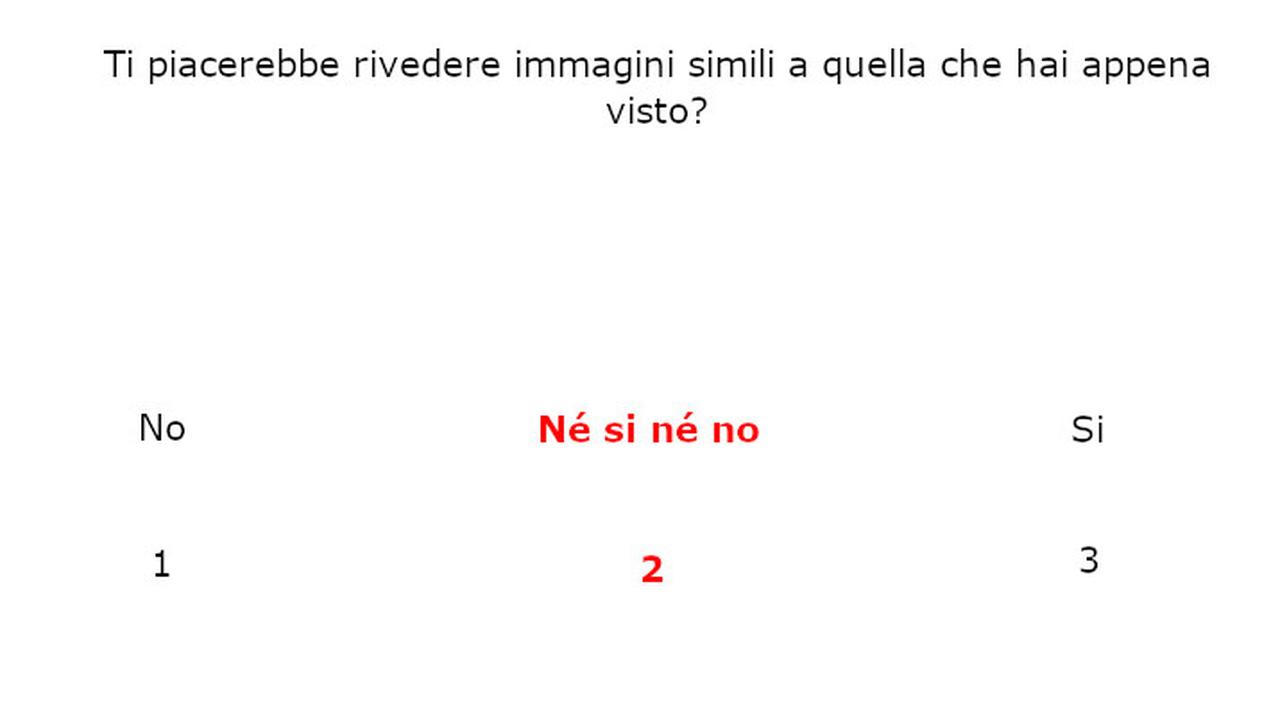 Ti piacerebbe rivedere immagini simili a quella che hai appena
visto?
No Né si né no Si
1 2 3